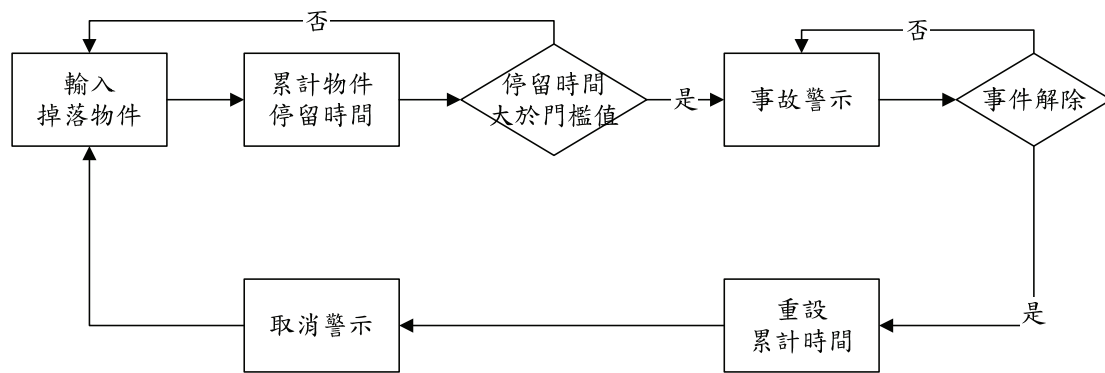 否
否
輸入
掉落物件
累計物件
停留時間
停留時間
大於門檻值
是
事故警示
事件解除
取消警示
重設
累計時間
是